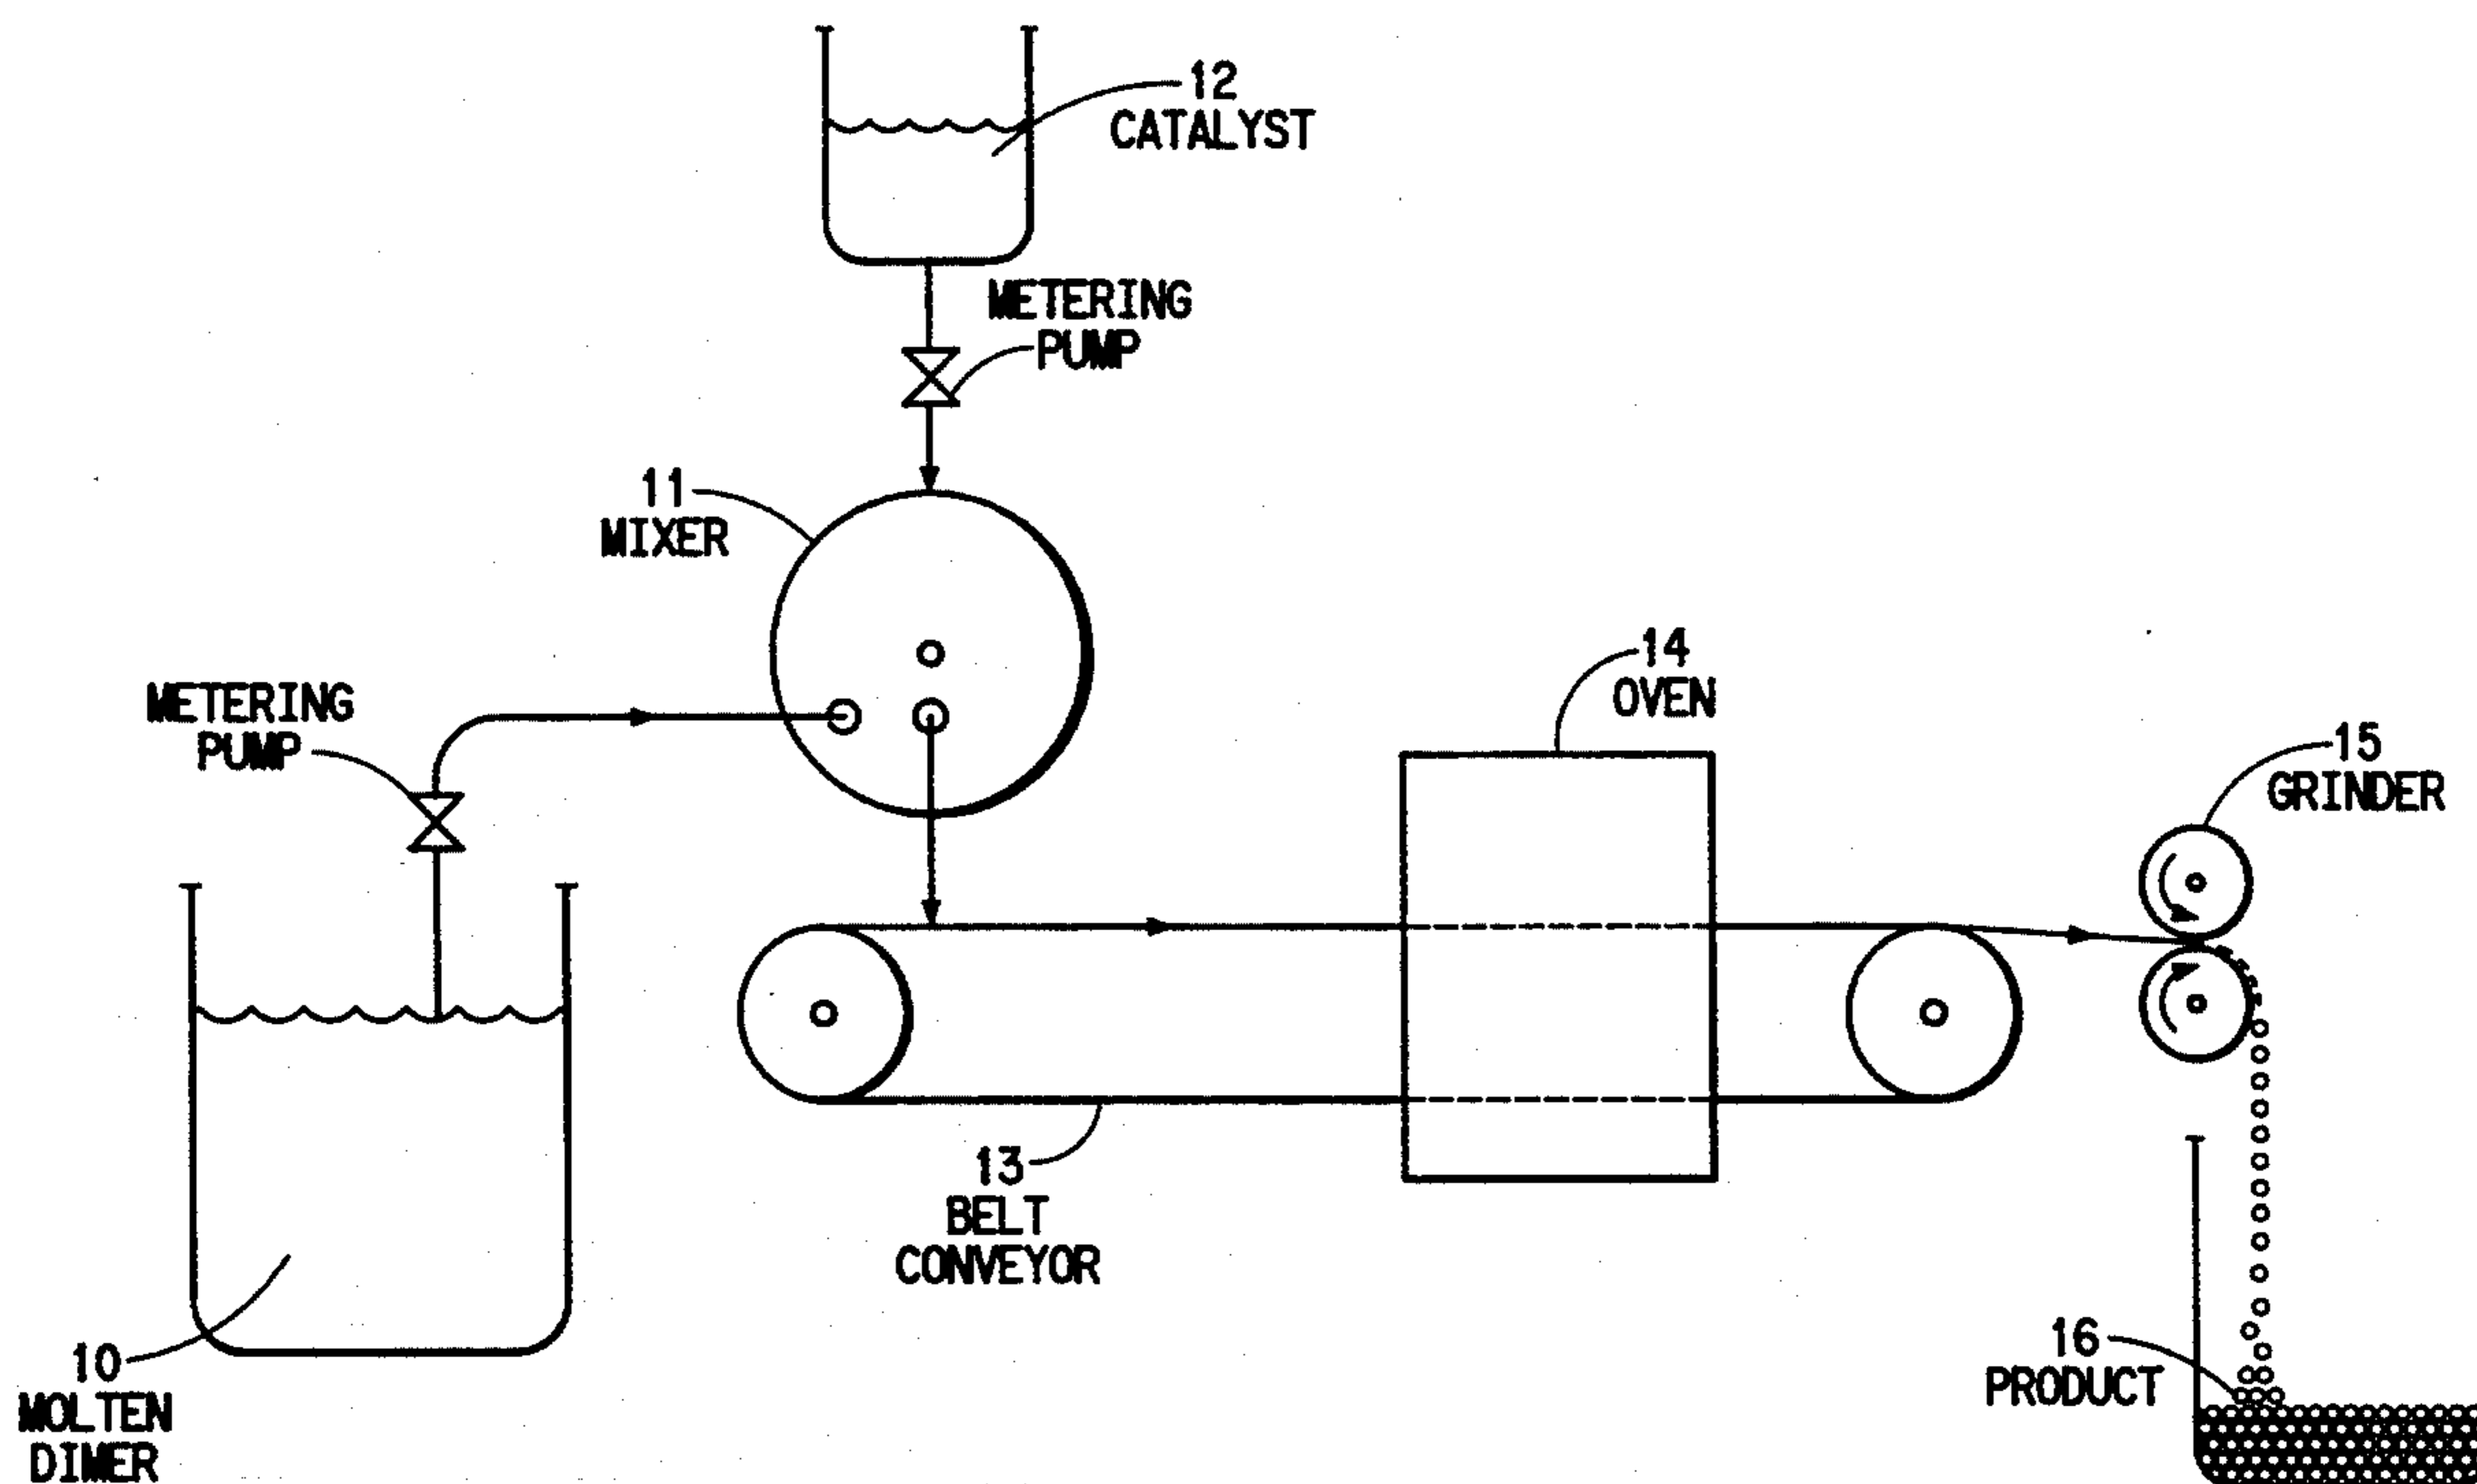 12
CATALYST
METERING
PUMP
11
MIXER
METERING
PUMP
14
OVEN
15
GRINDER
13
BELT
CONVEYOR
10
MOLTEN
DIMER
16
PRODUCT